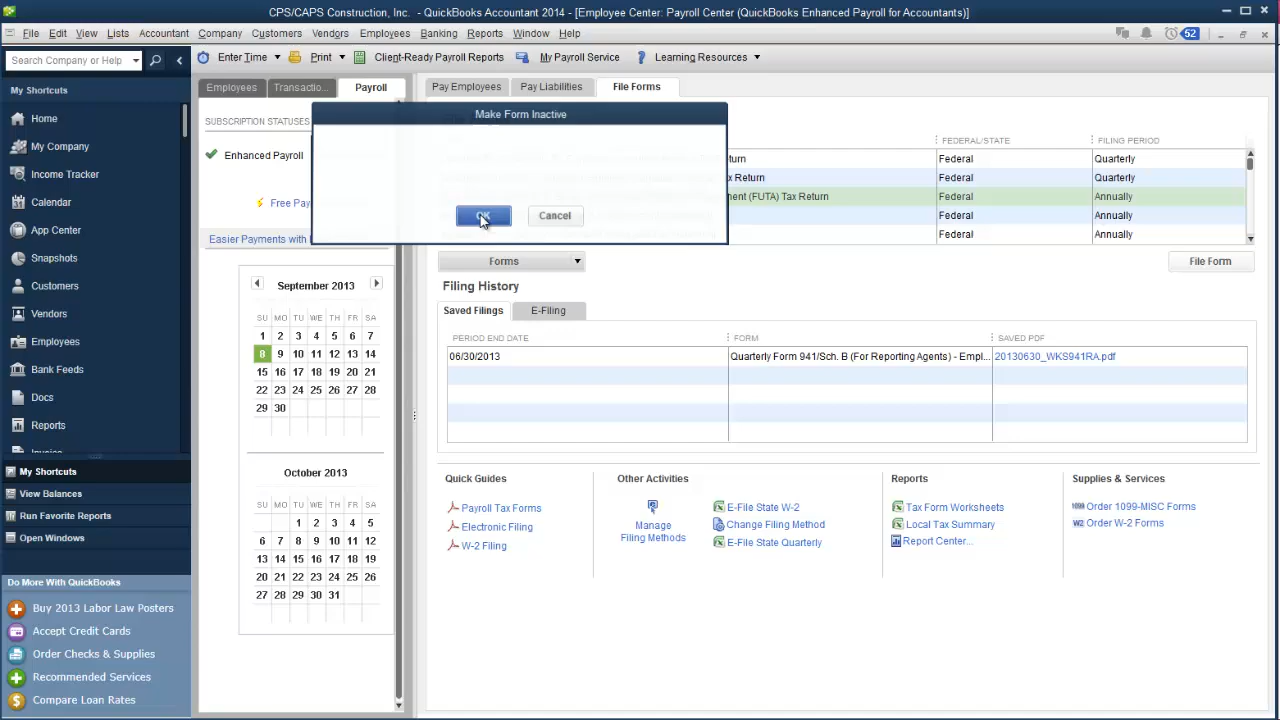 CPS/CAPS Construction, Inc. - QuickBooks Accountant 2014 - [Employee Center: Payroll Center (QuickBooks Enhanced Payroll for Accountants)]
File Edit View Lists Accountant Company Customers Vendors Employees Banking Reports Window Help 52
Search Company or Help
Enter Time Print Client-Ready Payroll Reports My Payroll Service ? Learning Resources
My Shortcuts
Home
My Company
Income Tracker
Calendar
App Center
Snapshots
Customers
Vendors
Employees
Bank Feeds
Docs
Reports
My Shortcuts
View Balances
Run Favorite Reports
Open Windows
Do More With QuickBooks
Buy 2013 Labor Law Posters
Accept Credit Cards
Order Checks & Supplies
Recommended Services
Compare Loan Rates
Employees Transactio... Payroll
SUBSCRIPTION STATUSES
Enhanced Payroll
Free Pay
Easier Payments with
September 2013
SU MO TU WE TH FR SA
1 2 3 4 5 6 7
8 9 10 11 12 13 14
15 16 17 18 19 20 21
22 23 24 25 26 27 28
29 30
October 2013
SU MO TU WE TH FR SA
1 2 3 4 5
6 7 8 9 10 11 12
13 14 15 16 17 18 19
20 21 22 23 24 25 26
27 28 29 30 31
Pay Employees Pay Liabilities File Forms
Make Form Inactive
OK Cancel
FEDERAL/STATE FILING PERIOD
turn Federal Quarterly
x Return Federal Quarterly
ent (FUTA) Tax Return Federal Annually
Federal Annually
Federal Annually
Forms File Form
Filing History
Saved Filings E-Filing
PERIOD END DATE FORM SAVED PDF
06/30/2013 Quarterly Form 941/Sch. B (For Reporting Agents) - Empl... 20130630_WKS941RA.pdf
Quick Guides
Payroll Tax Forms
Electronic Filing
W-2 Filing
Other Activities
Manage
Filing Methods
E-File State W-2
Change Filing Method
E-File State Quarterly
Reports
Tax Form Worksheets
Local Tax Summary
Report Center...
Supplies & Services
1099 Order 1099-MISC Forms
W2 Order W-2 Forms